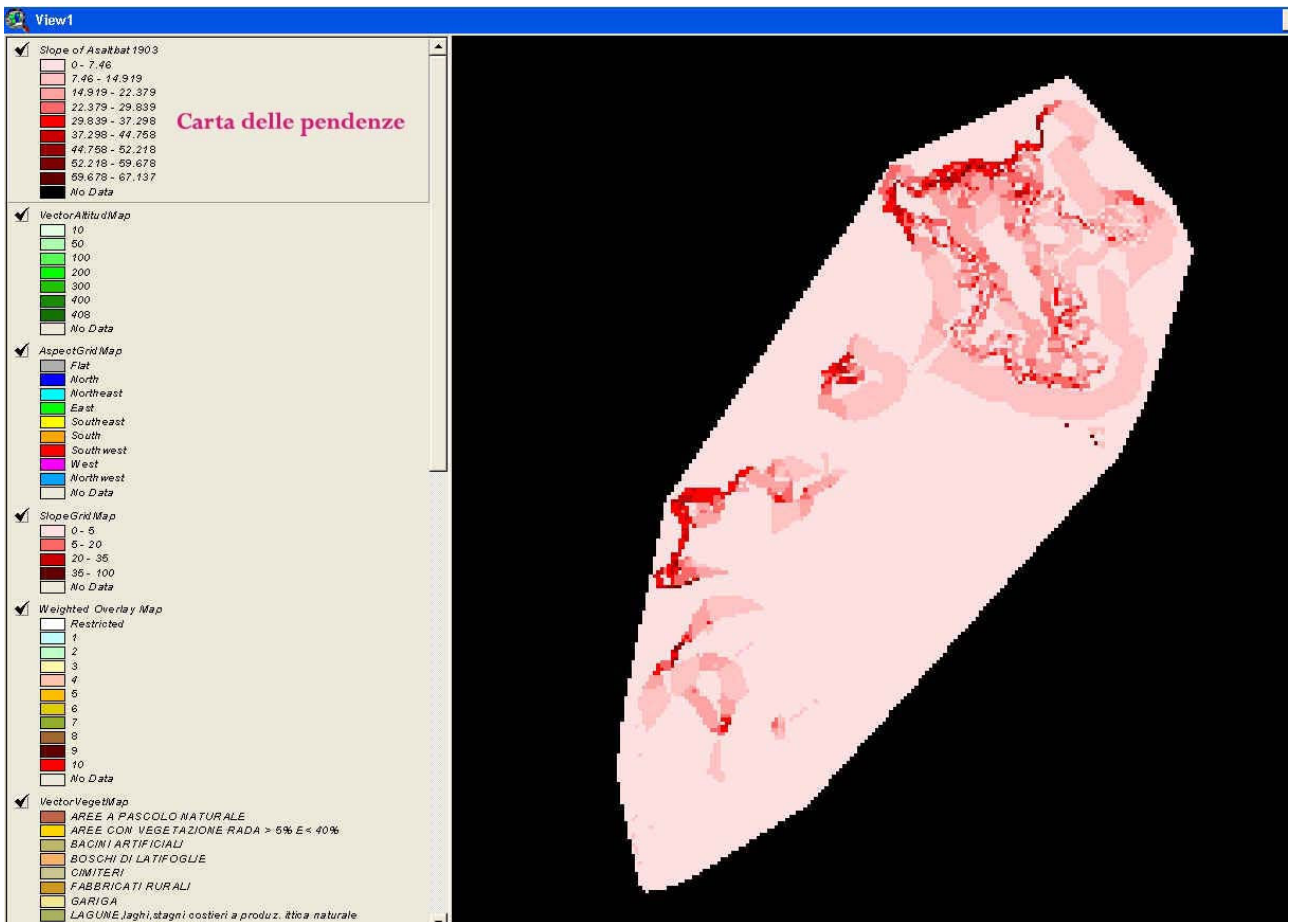 View1
Slope of Asaltbat1903
0 - 7.46
7.46 - 14.919
14.919 - 22.379
22.379 - 29.839
29.839 - 37.298
37.298 - 44.758
44.758 - 52.218
52.218 - 59.678
59.678 - 67.137
No Data
Carta delle pendenze
VectorAltitudMap
10
50
100
200
300
400
408
No Data
AspectGridMap
Flat
North
Northeast
East
Southeast
South
Southwest
West
Northwest
No Data
SlopeGridMap
0 - 5
5 - 20
20 - 35
35 - 100
No Data
Weighted Overlay Map
Restricted
1
2
3
4
5
6
7
8
9
10
No Data
VectorVegetMap
AREE A PASCOLO NATURALE
AREE CON VEGETAZIONE RADA > 5% E < 40%
BACINI ARTIFICIALI
BOSCHI DI LATIFOGLIE
CIMITERI
FABBRICATI RURALI
GARIGA
LAGUNE,laghi,stagni costieri a produz. ittica naturale